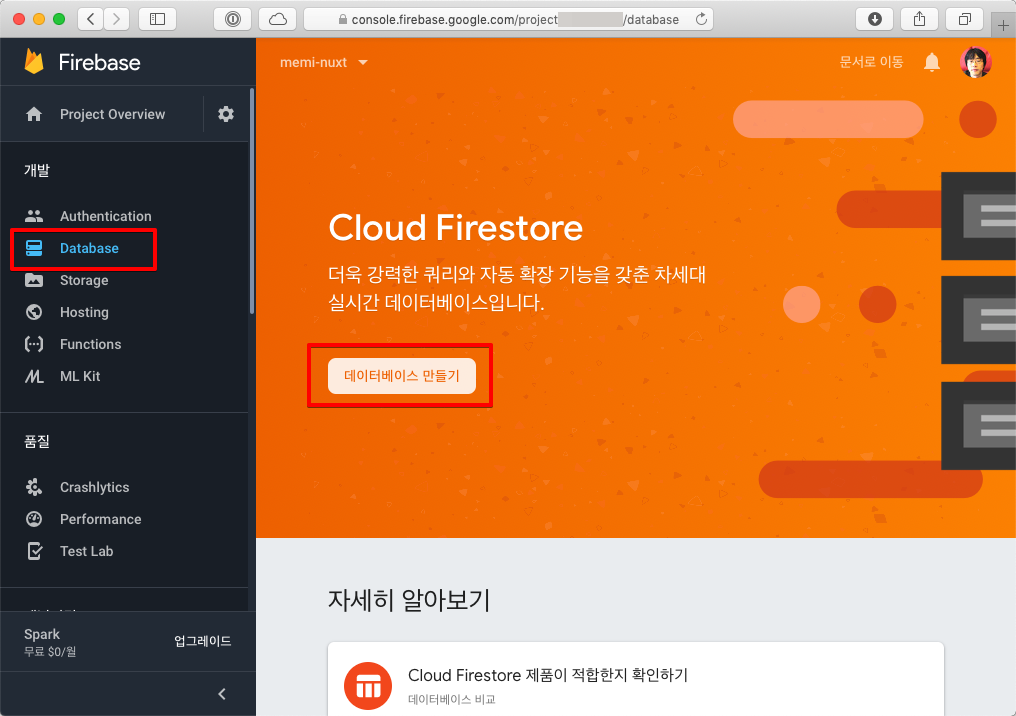 console.firebase.google.com/project /database
Firebase
Project Overview
개발
Authentication
Database
Storage
Hosting
Functions
ML Kit
품질
Crashlytics
Performance
Test Lab
Spark
무료 $0/월
업그레이드
memi-nuxt
문서로 이동
Cloud Firestore
더욱 강력한 쿼리와 자동 확장 기능을 갖춘 차세대
실시간 데이터베이스입니다.
데이터베이스 만들기
자세히 알아보기
Cloud Firestore 제품이 적합한지 확인하기
데이터베이스 비교